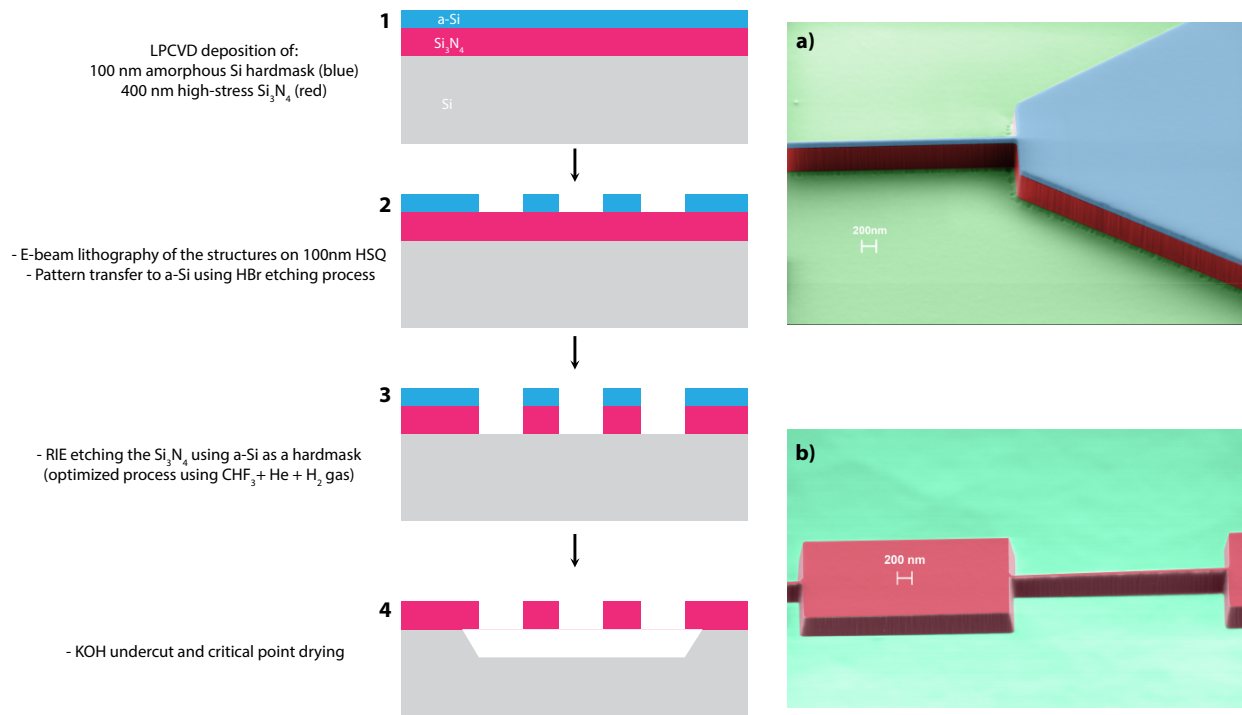 1
a-Si
Si₃N₄
Si
LPCVD deposition of:
100 nm amorphous Si hardmask (blue)
400 nm high-stress Si₃N₄ (red)
2
- E-beam lithography of the structures on 100nm HSQ
- Pattern transfer to a-Si using HBr etching process
3
- RIE etching the Si₃N₄ using a-Si as a hardmask
(optimized process using CHF₃ + He + H₂ gas)
4
- KOH undercut and critical point drying
a)
200nm
b)
200 nm